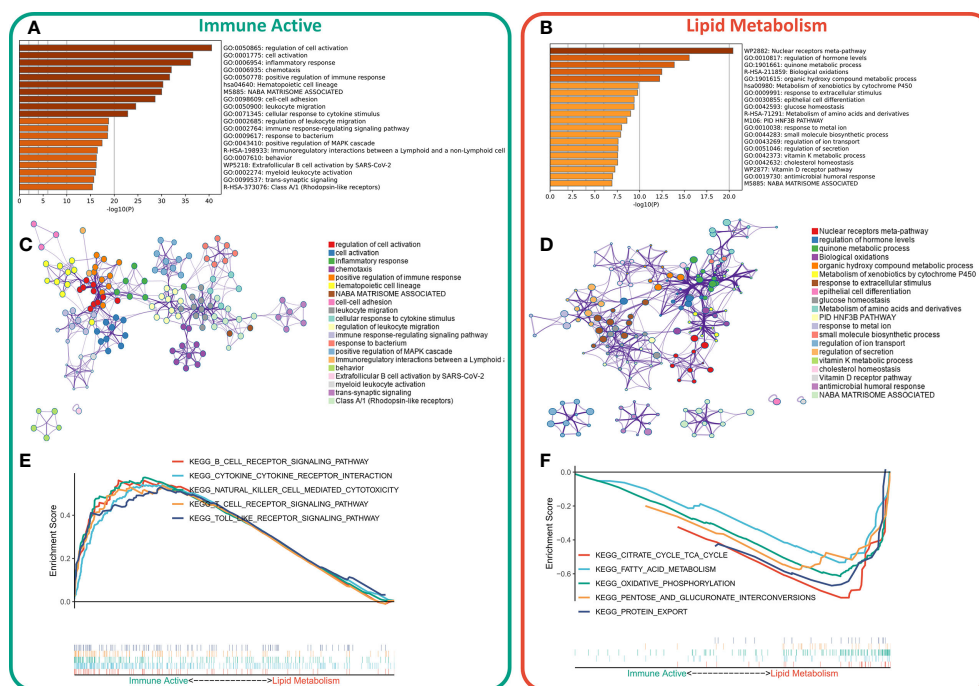 Immune Active
A
GO:0050865: regulation of cell activation
GO:0001775: cell activation
GO:0006954: inflammatory response
GO:0006935: chemotaxis
GO:0050778: positive regulation of immune response
hsa04640: Hematopoietic cell lineage
M5885: NABA MATRISOME ASSOCIATED
GO:0098609: cell-cell adhesion
GO:0050900: leukocyte migration
GO:0071345: cellular response to cytokine stimulus
GO:0002685: regulation of leukocyte migration
GO:0002764: immune response-regulating signaling pathway
GO:0009617: response to bacterium
GO:0043410: positive regulation of MAPK cascade
R-HSA-198933: Immunoregulatory interactions between a Lymphoid and a non-Lymphoid cell
GO:0007610: behavior
WP5218: Extrafollicular B cell activation by SARS-CoV-2
GO:0002274: myeloid leukocyte activation
GO:0099537: trans-synaptic signaling
R-HSA-373076: Class A/1 (Rhodopsin-like receptors)
0 10 20 30 40
-log10(P)
Lipid Metabolism
B
WP2882: Nuclear receptors meta-pathway
GO:0010817: regulation of hormone levels
GO:1901661: quinone metabolic process
R-HSA-211859: Biological oxidations
GO:1901615: organic hydroxy compound metabolic process
hsa00980: Metabolism of xenobiotics by cytochrome P450
GO:0009991: response to extracellular stimulus
GO:0030855: epithelial cell differentiation
GO:0042593: glucose homeostasis
R-HSA-71291: Metabolism of amino acids and derivatives
M106: PID HNF3B PATHWAY
GO:0010038: response to metal ion
GO:0044283: small molecule biosynthetic process
GO:0043269: regulation of ion transport
GO:0051046: regulation of secretion
GO:0042373: vitamin K metabolic process
GO:0042632: cholesterol homeostasis
WP2877: Vitamin D receptor pathway
GO:0019730: antimicrobial humoral response
M5885: NABA MATRISOME ASSOCIATED
0.0 2.5 5.0 7.5 10.0 12.5 15.0 17.5 20.0
-log10(P)
C
regulation of cell activation
cell activation
inflammatory response
chemotaxis
positive regulation of immune response
Hematopoietic cell lineage
NABA MATRISOME ASSOCIATED
cell-cell adhesion
leukocyte migration
cellular response to cytokine stimulus
regulation of leukocyte migration
immune response-regulating signaling pathway
response to bacterium
positive regulation of MAPK cascade
Immunoregulatory interactions between a Lymphoid a
behavior
Extrafollicular B cell activation by SARS-CoV-2
myeloid leukocyte activation
trans-synaptic signaling
Class A/1 (Rhodopsin-like receptors)
D
Nuclear receptors meta-pathway
regulation of hormone levels
quinone metabolic process
Biological oxidations
organic hydroxy compound metabolic process
Metabolism of xenobiotics by cytochrome P450
response to extracellular stimulus
epithelial cell differentiation
glucose homeostasis
Metabolism of amino acids and derivatives
PID HNF3B PATHWAY
response to metal ion
small molecule biosynthetic process
regulation of ion transport
regulation of secretion
vitamin K metabolic process
cholesterol homeostasis
Vitamin D receptor pathway
antimicrobial humoral response
NABA MATRISOME ASSOCIATED
E
KEGG_B_CELL_RECEPTOR_SIGNALING_PATHWAY
KEGG_CYTOKINE_CYTOKINE_RECEPTOR_INTERACTION
KEGG_NATURAL_KILLER_CELL_MEDIATED_CYTOTOXICITY
KEGG_T_CELL_RECEPTOR_SIGNALING_PATHWAY
KEGG_TOLL_LIKE_RECEPTOR_SIGNALING_PATHWAY
Enrichment Score
0.4
0.2
0.0
Immune Active<------------->Lipid Metabolism
F
0.0
-0.2
-0.4
-0.6
Enrichment Score
KEGG_CITRATE_CYCLE_TCA_CYCLE
KEGG_FATTY_ACID_METABOLISM
KEGG_OXIDATIVE_PHOSPHORYLATION
KEGG_PENTOSE_AND_GLUCURONATE_INTERCONVERSIONS
KEGG_PROTEIN_EXPORT
Immune Active<------------->Lipid Metabolism